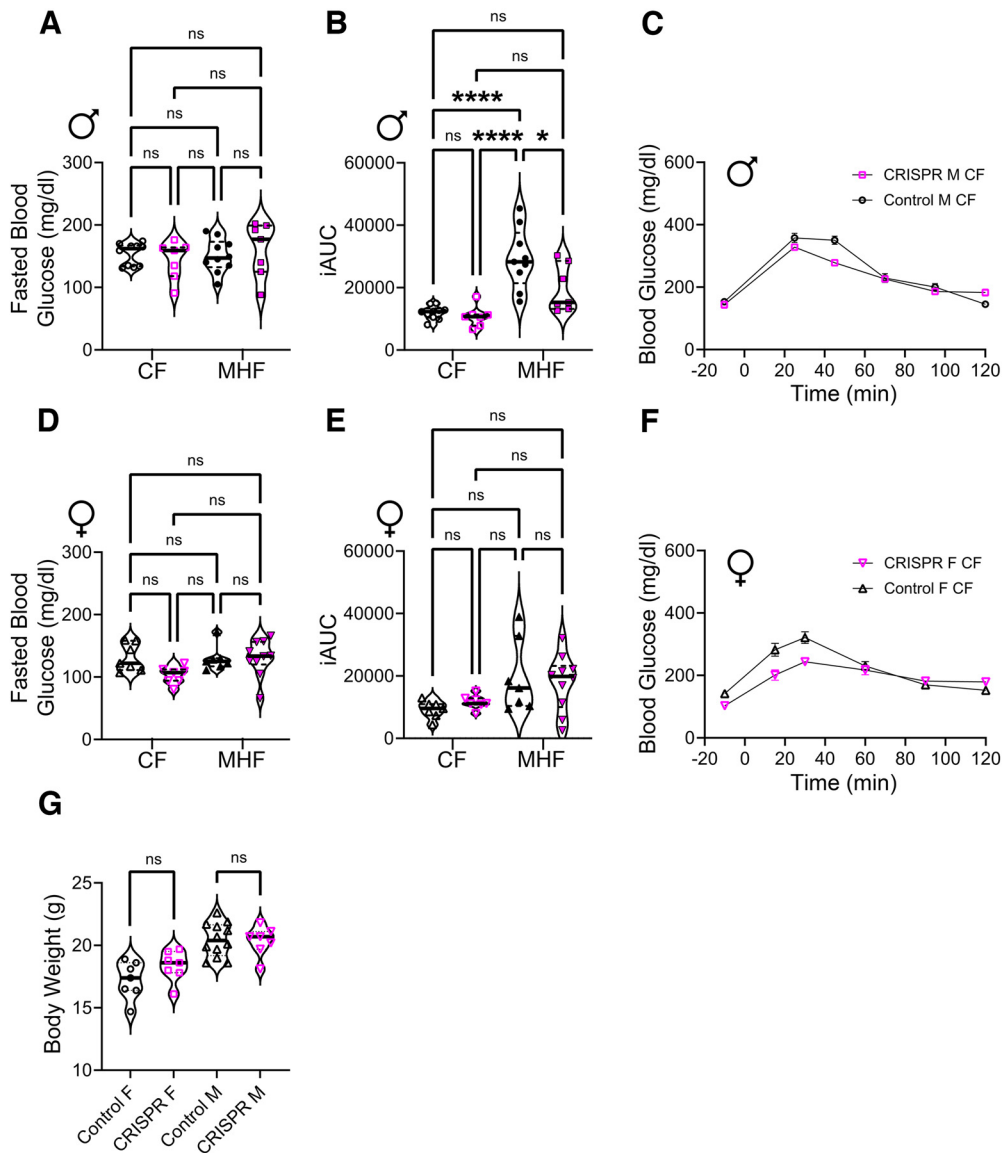 A
ns
ns
ns
ns
ns
ns
♂
Fasted Blood
Glucose (mg/dl)
300
200
100
0
CF
MHF
B
ns
ns
****
ns
****
*
♂
iAUC
60000
40000
20000
0
CF
MHF
C
♂
Blood Glucose (mg/dl)
600
400
200
0
CRISPR M CF
Control M CF
-20
0
20
40
60
80
100
120
Time (min)
D
ns
ns
ns
ns
ns
ns
♀
Fasted Blood
Glucose (mg/dl)
300
200
100
0
CF
MHF
E
ns
ns
ns
ns
ns
ns
♀
iAUC
60000
40000
20000
0
CF
MHF
F
♀
Blood Glucose (mg/dl)
600
400
200
0
CRISPR F CF
Control F CF
-20
0
20
40
60
80
100
120
Time (min)
G
ns
ns
Body Weight (g)
25
20
15
10
Control F
CRISPR F
Control M
CRISPR M